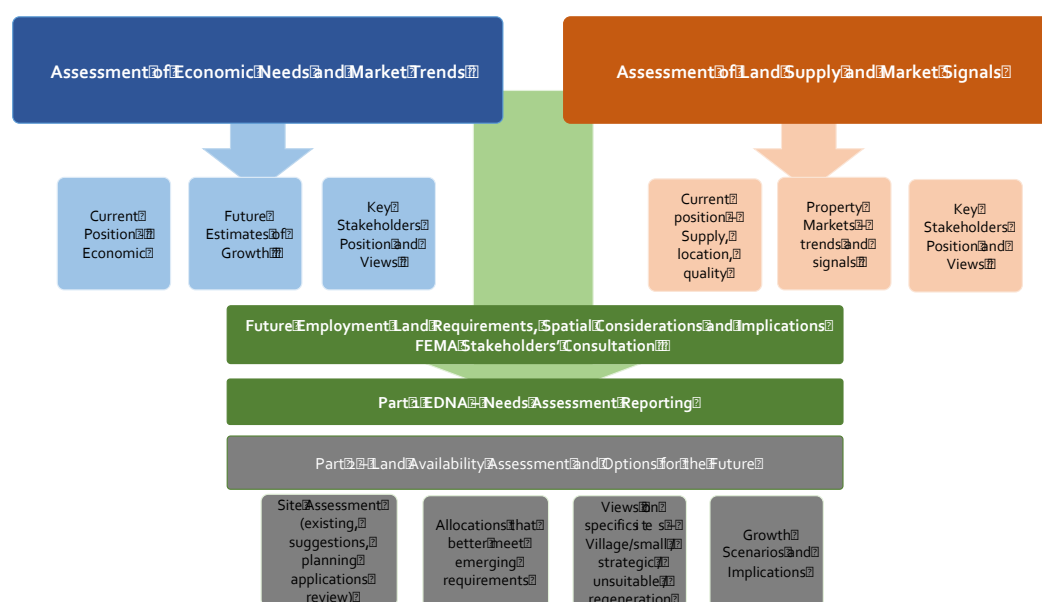 Assessment of Economic Needs and Market Trends
Assessment of Land Supply and Market Signals
Current
Position –
Economic
Future
Estimates of
Growth
Key
Stakeholders
Position and
Views
Current
position –
Supply,
location,
quality
Property
Markets –
trends and
signals
Key
Stakeholders
Position and
Views
Future Employment Land Requirements, Spatial Considerations and Implications
FEMA Stakeholders' Consultation
Part 1 EDNA – Needs Assessment Reporting
Part 2 – Land Availability Assessment and Options for the Future
Site Assessment
(existing,
suggestions,
planning
applications
review)
Allocations that
better meet
emerging
requirements
Views on
specific sites –
Village/small/
strategic/
unsuitable/
regeneration
Growth
Scenarios and
Implications